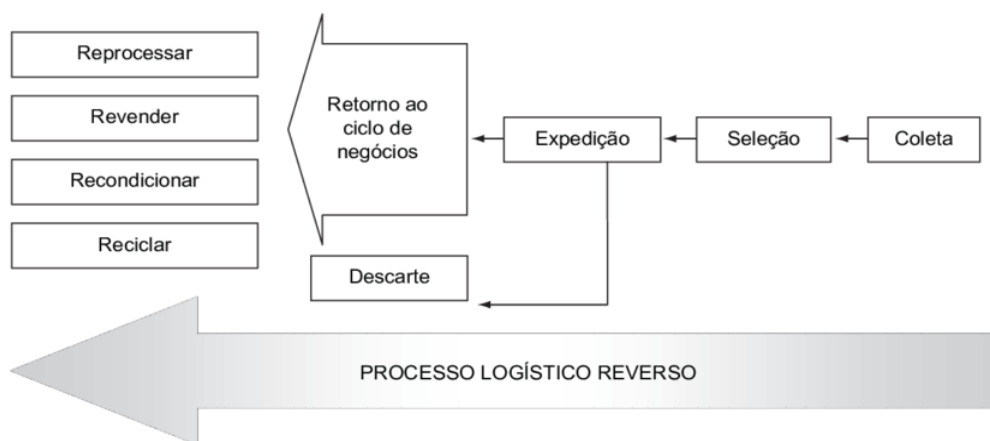 Reprocessar
Revender
Recondicionar
Reciclar
Retorno ao
ciclo de
negócios
Expedição
Seleção
Coleta
Descarte
PROCESSO LOGÍSTICO REVERSO